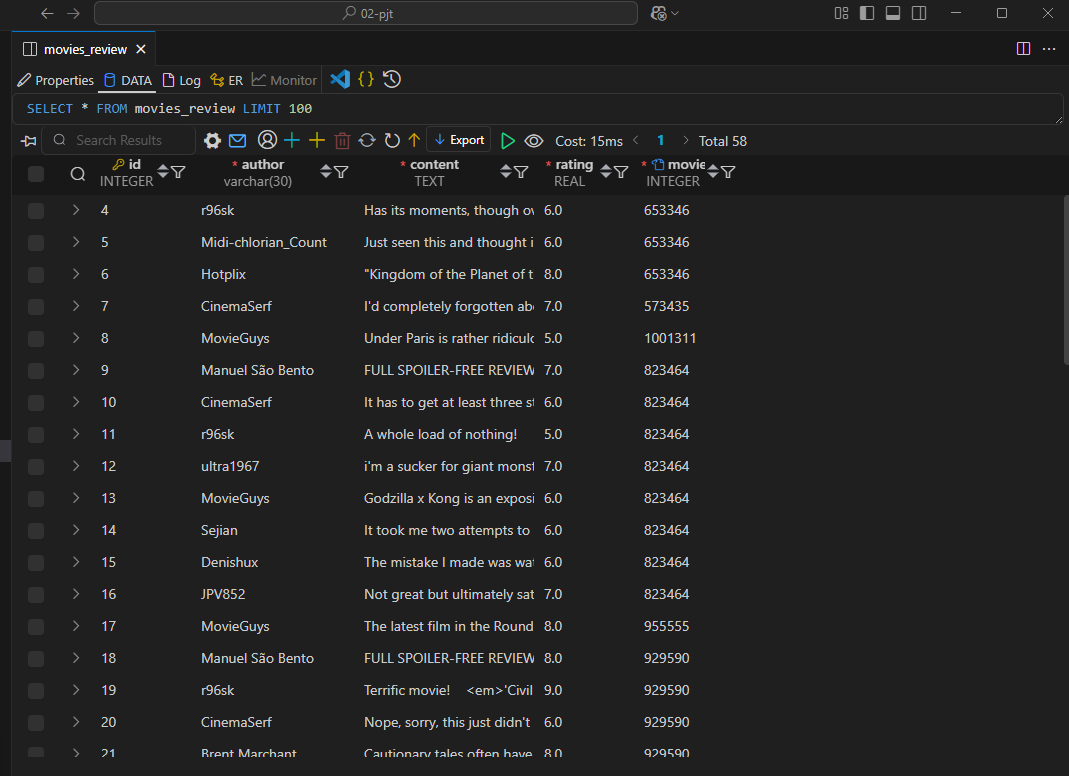 02-pjt
movies_review
Properties DATA Log ER Monitor
SELECT * FROM movies_review LIMIT 100
Search Results Export Cost: 15ms 1 Total 58
id * author * content * rating * movie
INTEGER varchar(30) TEXT REAL INTEGER
4 r96sk Has its moments, though ov 6.0 653346
5 Midi-chlorian_Count Just seen this and thought i 6.0 653346
6 Hotplix "Kingdom of the Planet of t 8.0 653346
7 CinemaSerf I'd completely forgotten abo 7.0 573435
8 MovieGuys Under Paris is rather ridicul 5.0 1001311
9 Manuel São Bento FULL SPOILER-FREE REVIEW 7.0 823464
10 CinemaSerf It has to get at least three st 6.0 823464
11 r96sk A whole load of nothing! 5.0 823464
12 ultra1967 i'm a sucker for giant monst 7.0 823464
13 MovieGuys Godzilla x Kong is an exposi 6.0 823464
14 Sejian It took me two attempts to 6.0 823464
15 Denishux The mistake I made was wat 6.0 823464
16 JPV852 Not great but ultimately sat 7.0 823464
17 MovieGuys The latest film in the Round 8.0 955555
18 Manuel São Bento FULL SPOILER-FREE REVIEW 8.0 929590
19 r96sk Terrific movie! <em>'Civil 9.0 929590
20 CinemaSerf Nope, sorry, this just didn't 6.0 929590
21 Brent Marchant Cautionary tales often have 8.0 929590